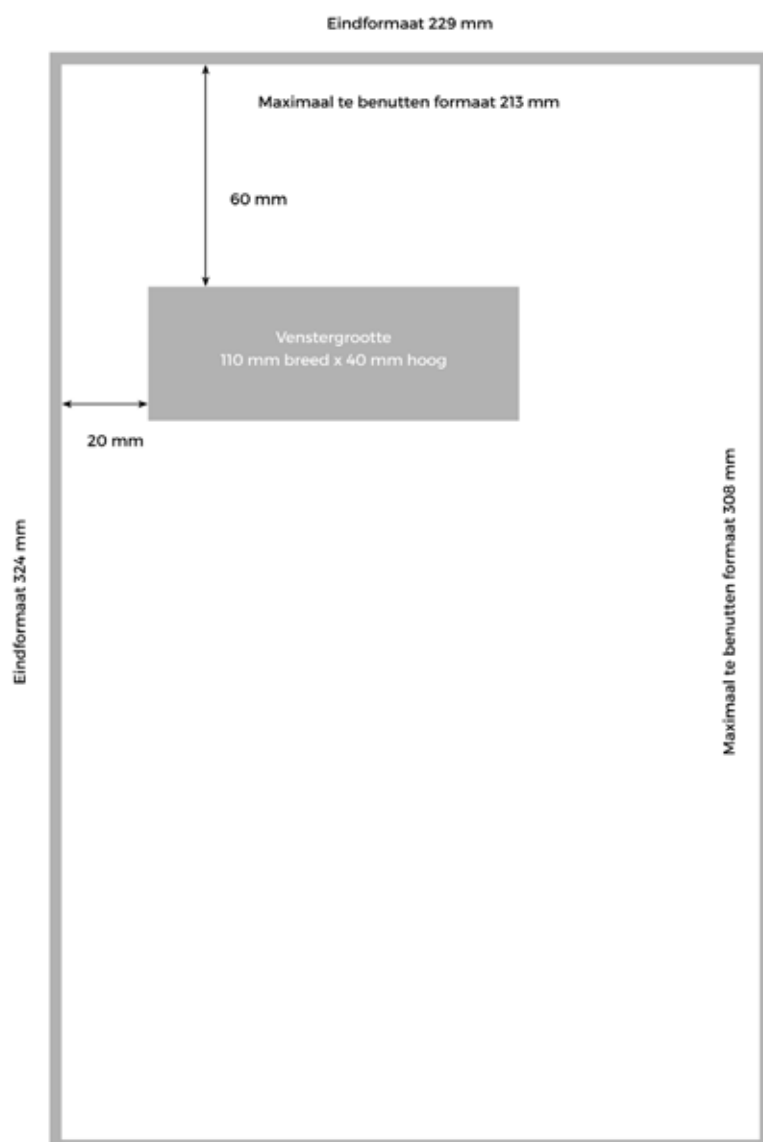 Eindformaat 229 mm
Maximaal te benutten formaat 213 mm
60 mm
Venstergrootte
110 mm breed x 40 mm hoog
20 mm
Eindformaat 324 mm
Maximaal te benutten formaat 308 mm